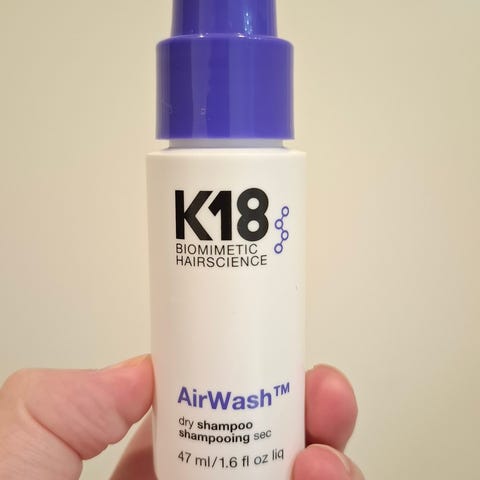 K18
BIOMIMETIC
HAIRSCIENCE
AirWash™
dry shampoo
shampooing sec
47 ml/1.6 fl oz liq